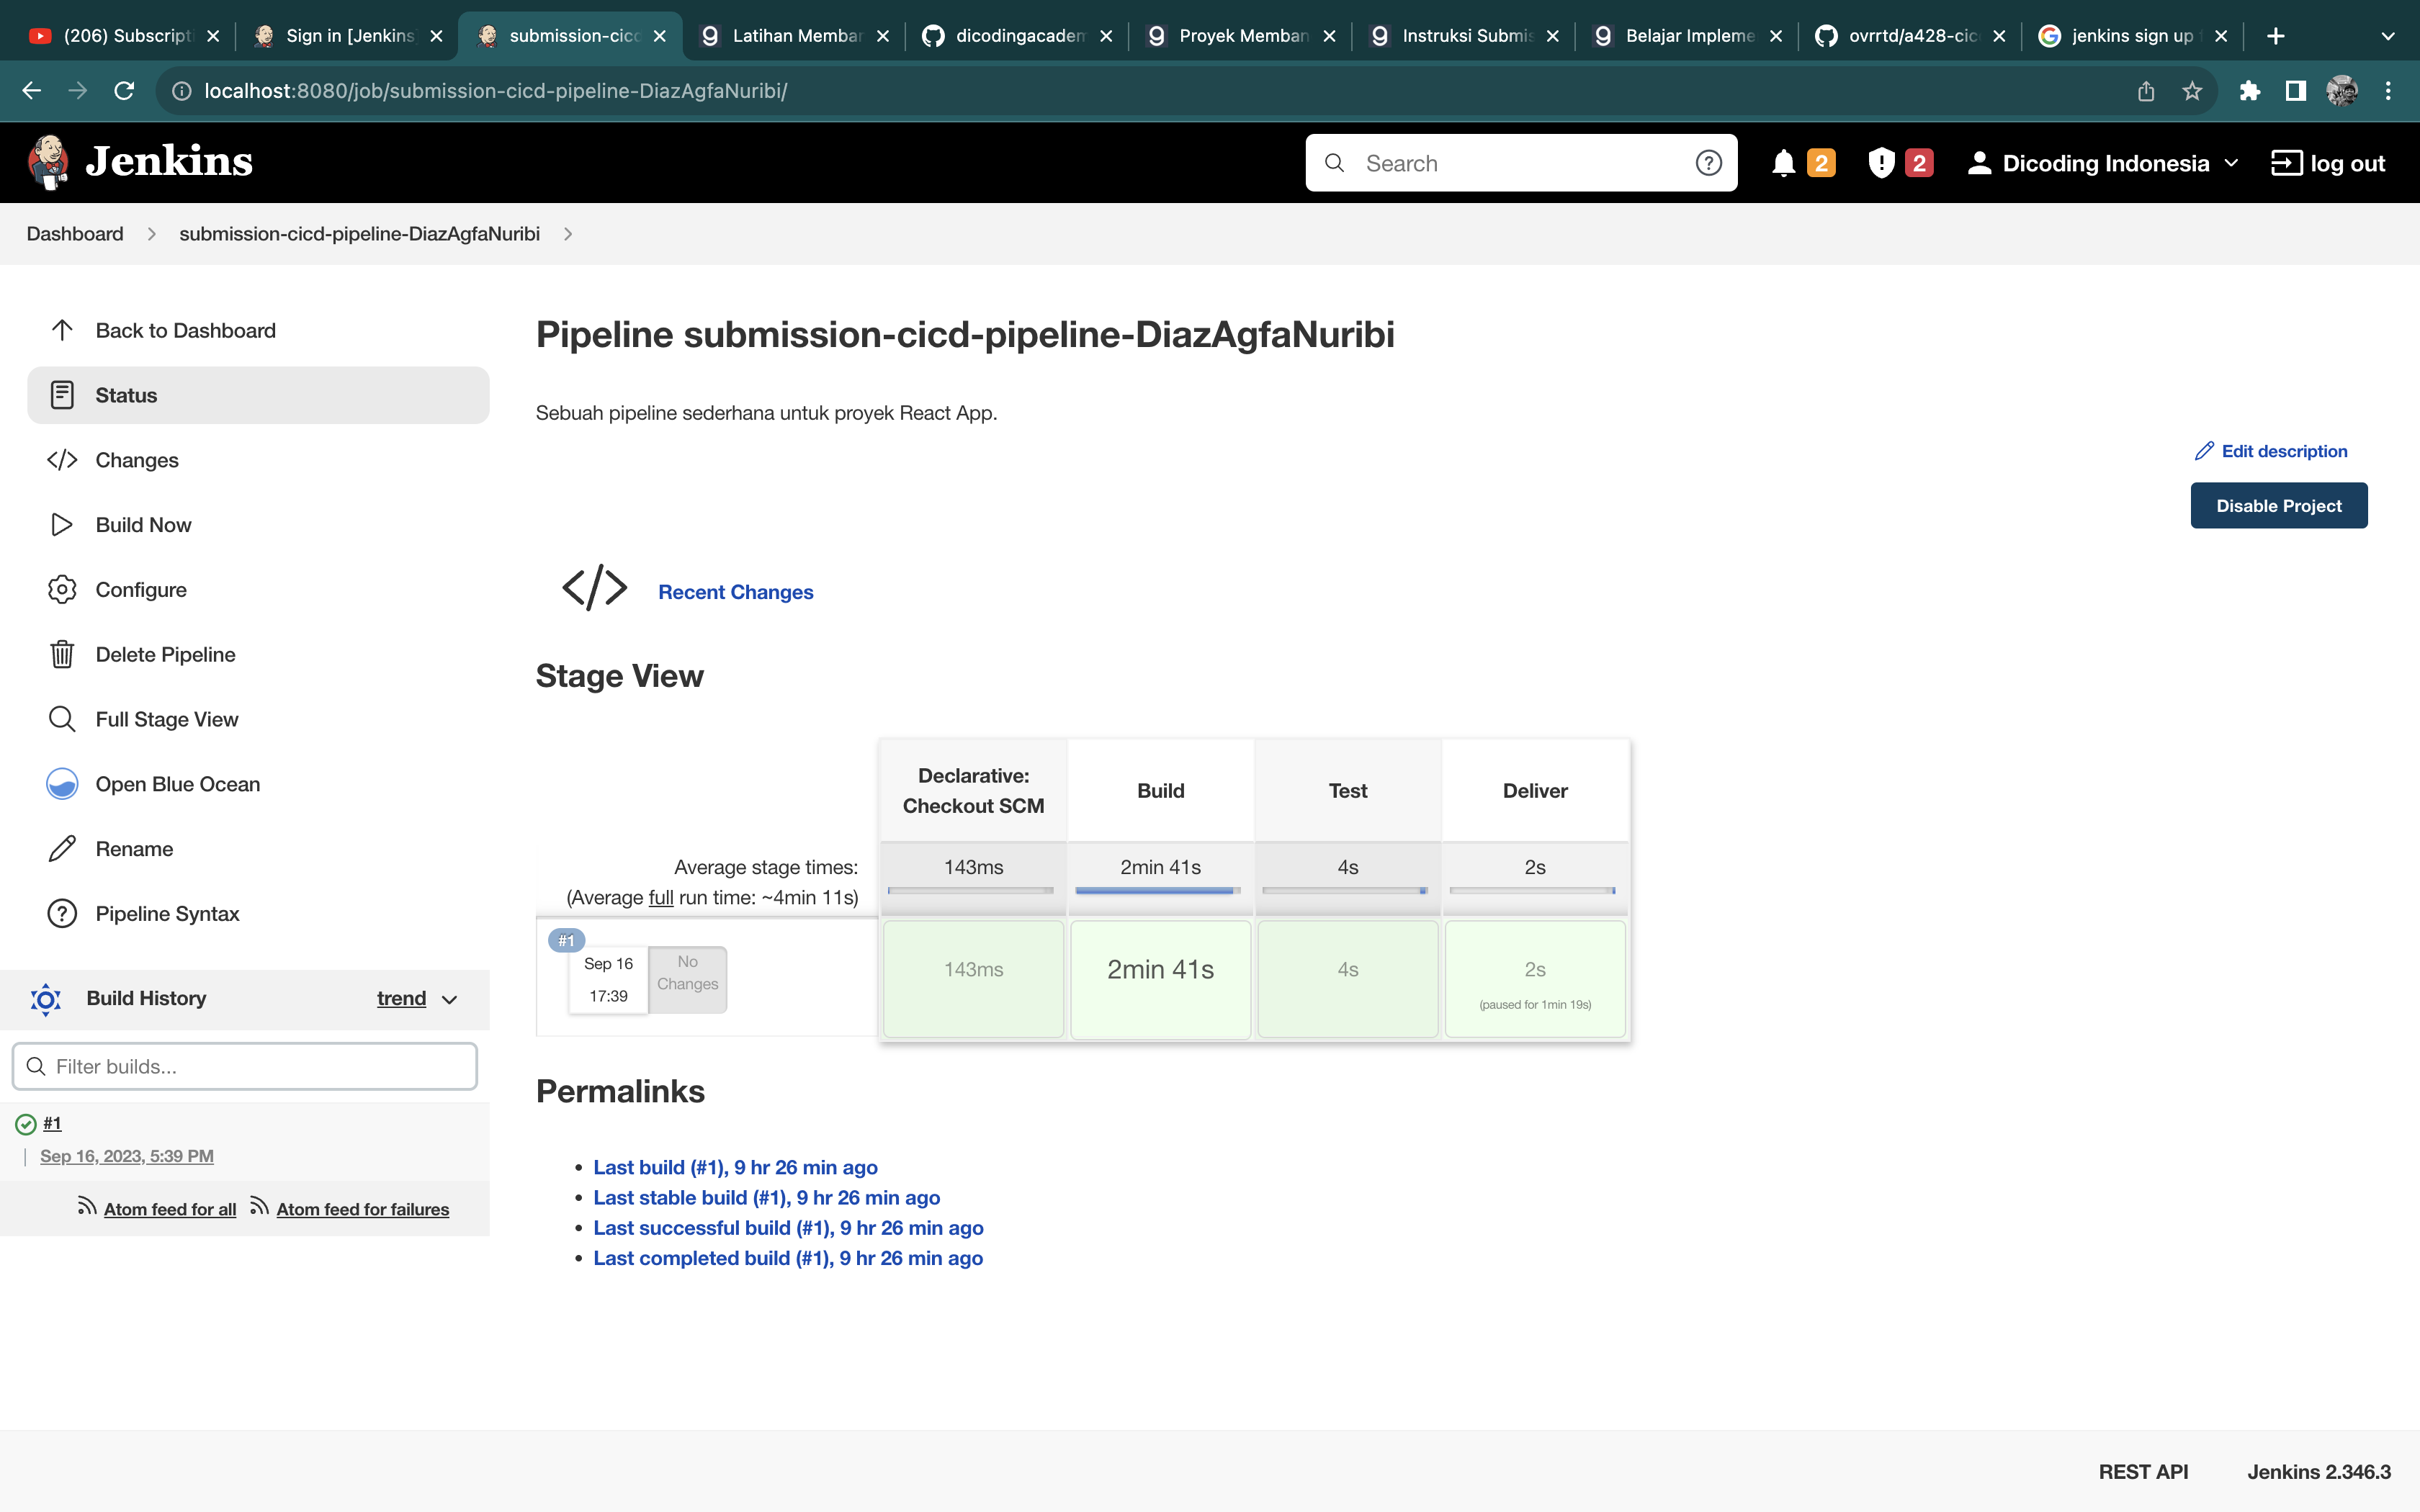 (206) Subscripti
Sign in [Jenkins
submission-cicd
Latihan Memban
dicodingacadem
Proyek Memban
Instruksi Submis
Belajar Impleme
ovrrtd/a428-cic
jenkins sign up
localhost:8080/job/submission-cicd-pipeline-DiazAgfaNuribi/
Jenkins
Search
2
2
Dicoding Indonesia
log out
Dashboard
submission-cicd-pipeline-DiazAgfaNuribi
Back to Dashboard
Status
Changes
Build Now
Configure
Delete Pipeline
Full Stage View
Open Blue Ocean
Rename
Pipeline Syntax
Build History
trend
Filter builds...
#1
Sep 16, 2023, 5:39 PM
Atom feed for all
Atom feed for failures
Pipeline submission-cicd-pipeline-DiazAgfaNuribi
Sebuah pipeline sederhana untuk proyek React App.
Edit description
Disable Project
Recent Changes
Stage View
Declarative:
Checkout SCM
Build
Test
Deliver
Average stage times:
(Average full run time: ~4min 11s)
143ms
2min 41s
4s
2s
#1
Sep 16
17:39
No
Changes
143ms
2min 41s
4s
2s
(paused for 1min 19s)
Permalinks
• Last build (#1), 9 hr 26 min ago
• Last stable build (#1), 9 hr 26 min ago
• Last successful build (#1), 9 hr 26 min ago
• Last completed build (#1), 9 hr 26 min ago
REST API
Jenkins 2.346.3